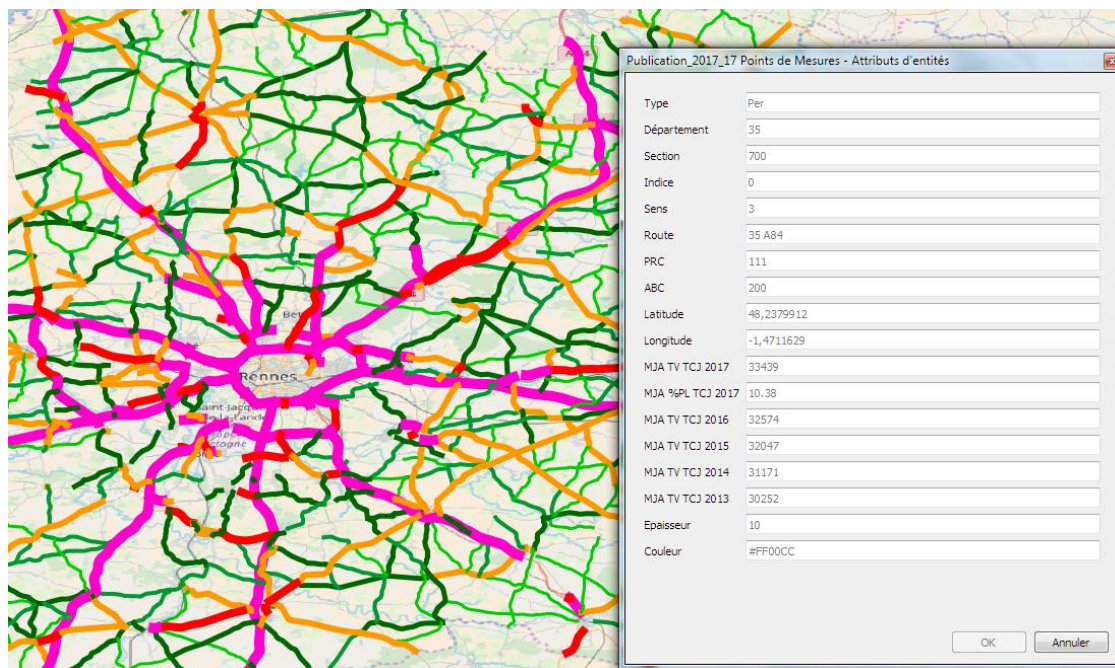 Publication_2017_17 Points de Mesures - Attributs d'entités
Type Per
Département 35
Section 700
Indice 0
Sens 3
Route 35 A84
PRC 111
ABC 200
Latitude 48,2379912
Longitude -1,4711629
MJA TV TCJ 2017 33439
MJA %PL TCJ 2017 10.38
MJA TV TCJ 2016 32574
MJA TV TCJ 2015 32047
MJA TV TCJ 2014 31171
MJA TV TCJ 2013 30252
Epaisseur 10
Couleur #FF00CC
OK Annuler
Rennes